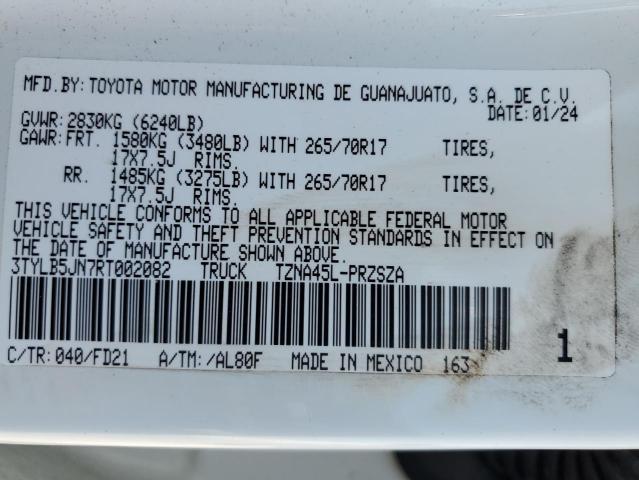 MFD.BY: TOYOTA MOTOR MANUFACTURING DE GUANAJUATO, S.A. DE C.V.
GVWR: 2830KG (6240LB) DATE: 01/24
GAWR: FRT. 1580KG (3480LB) WITH 265/70R17 TIRES,
17X7.5J RIMS.
RR. 1485KG (3275LB) WITH 265/70R17 TIRES,
17X7.5J RIMS.
THIS VEHICLE CONFORMS TO ALL APPLICABLE FEDERAL MOTOR
VEHICLE SAFETY AND THEFT PREVENTION STANDARDS IN EFFECT ON
THE DATE OF MANUFACTURE SHOWN ABOVE.
3TYLB5JN7RT002082 TRUCK TZNA45L-PRZSZA
C/TR: 040/FD21 A/TM: /AL80F MADE IN MEXICO 163 1